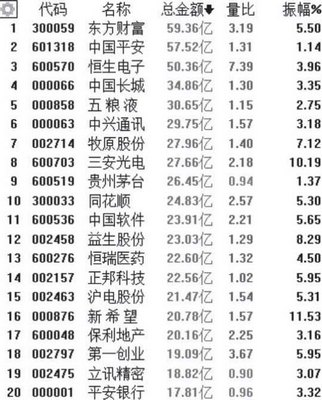 代码 名称 总金额 量比 振幅%
1 300059 东方财富 59.36亿 3.19 5.50
2 601318 中国平安 57.52亿 1.31 1.14
3 600570 恒生电子 50.36亿 7.39 3.96
4 000066 中国长城 34.86亿 1.30 3.35
5 000858 五粮液 30.65亿 1.15 2.75
6 000063 中兴通讯 29.75亿 1.57 3.18
7 002714 牧原股份 27.96亿 1.40 7.12
8 600703 三安光电 27.66亿 2.18 10.19
9 600519 贵州茅台 26.45亿 0.94 1.37
10 300033 同花顺 24.83亿 2.57 5.30
11 600536 中国软件 23.91亿 2.21 5.65
12 002458 益生股份 23.03亿 1.29 8.29
13 600276 恒瑞医药 22.60亿 1.32 4.50
14 002157 正邦科技 22.56亿 1.02 5.95
15 002463 沪电股份 21.47亿 1.54 5.31
16 000876 新希望 20.78亿 1.57 11.53
17 600048 保利地产 20.16亿 2.25 3.16
18 002797 第一创业 19.09亿 3.67 5.95
19 002475 立讯精密 18.82亿 0.90 3.07
20 000001 平安银行 17.81亿 0.96 3.32